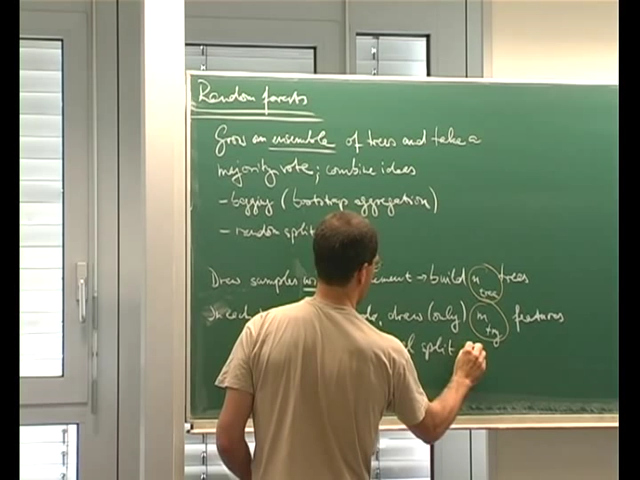 Random forests
Grow an ensemble of trees and take a
majority vote; combine ideas
- bagging (bootstrap aggregation)
- random split
Draw samples → build n tree trees
draw (only) m try features
split